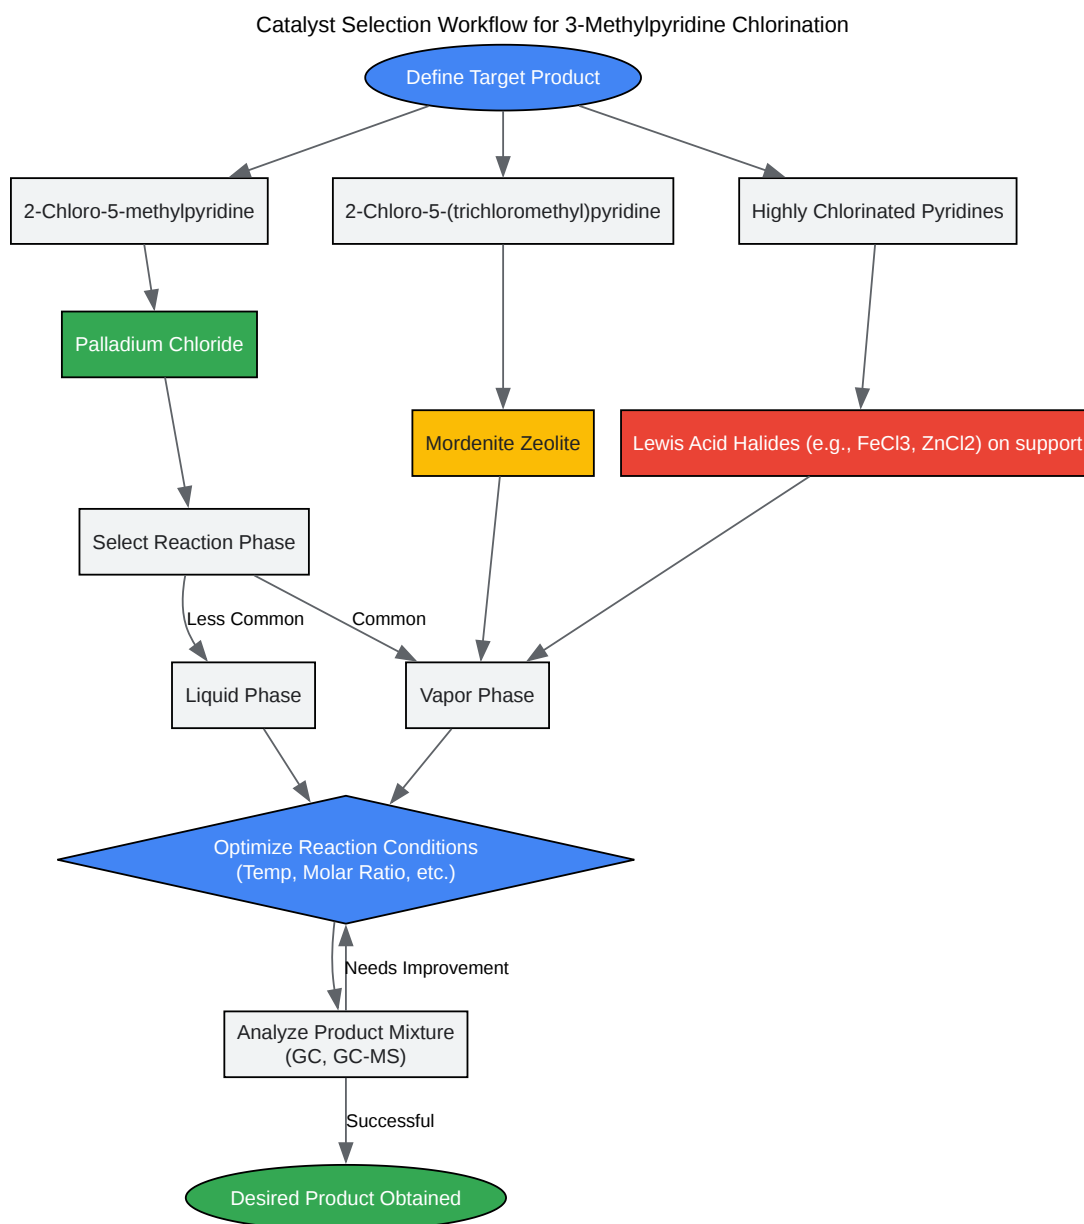 Catalyst Selection Workflow for 3-Methylpyridine Chlorination
Define Target Product
2-Chloro-5-methylpyridine
2-Chloro-5-(trichloromethyl)pyridine
Highly Chlorinated Pyridines
Palladium Chloride
Mordenite Zeolite
Lewis Acid Halides (e.g., FeCl3, ZnCl2) on support
Select Reaction Phase
Less Common
Common
Liquid Phase
Vapor Phase
Optimize Reaction Conditions
(Temp, Molar Ratio, etc.)
Needs Improvement
Analyze Product Mixture
(GC, GC-MS)
Successful
Desired Product Obtained